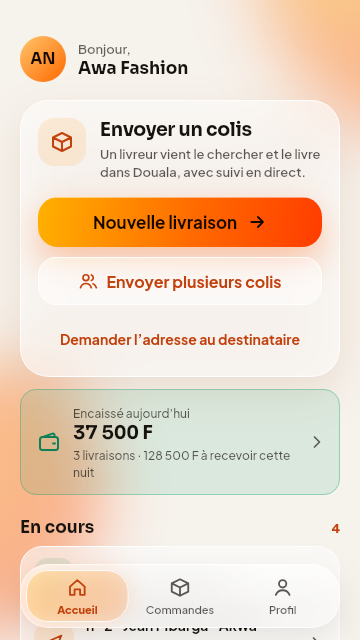 AN
Bonjour,
Awa Fashion
Envoyer un colis
Un livreur vient le chercher et le livre
dans Douala, avec suivi en direct.
Nouvelle livraison →
Envoyer plusieurs colis
Demander l’adresse au destinataire
Encaissé aujourd’hui
37 500 F
3 livraisons · 128 500 F à recevoir cette
nuit
En cours
4
Accueil
Commandes
Profil